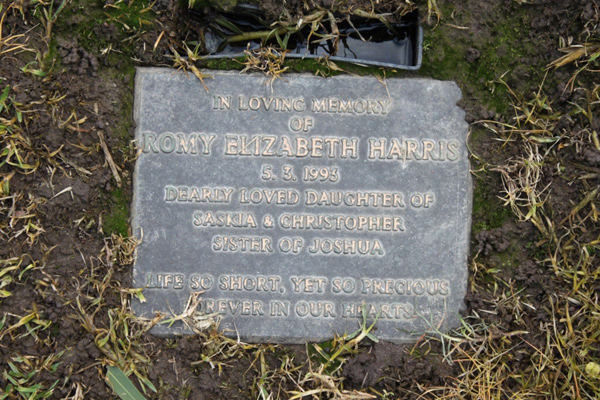 IN LOVING MEMORY
OF
ROMY ELIZABETH HARRIS
5. 3. 1993
DEARLY LOVED DAUGHTER OF
SASKIA & CHRISTOPHER
SISTER OF JOSHUA
LIFE SO SHORT, YET SO PRECIOUS
FOREVER IN OUR HEARTS